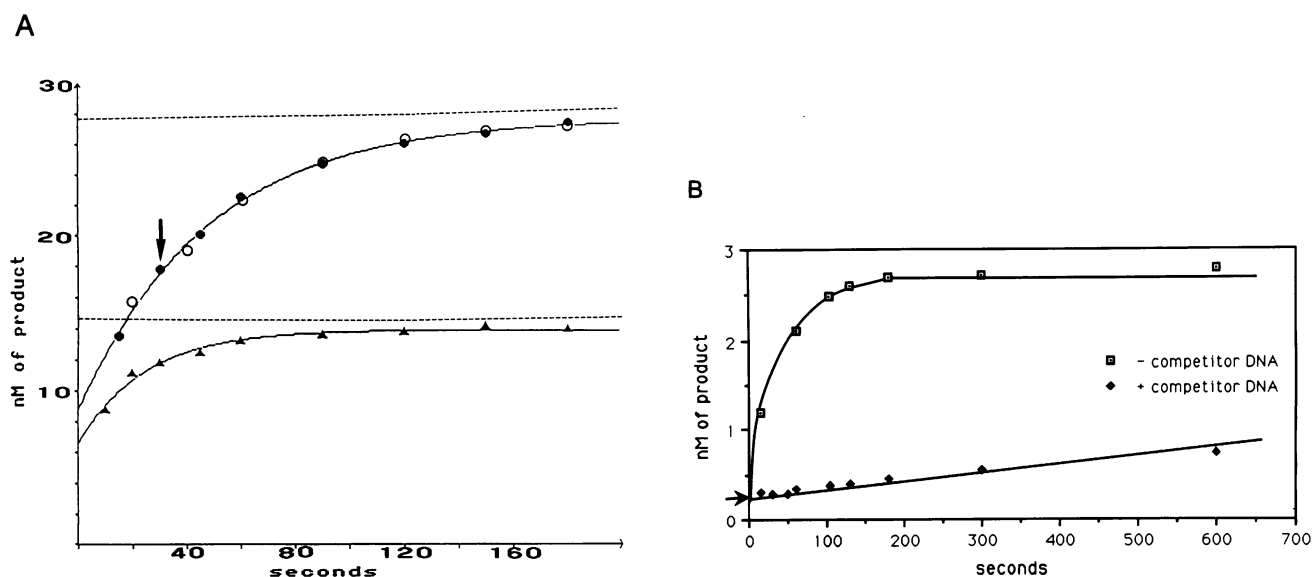 A
30
20
10
nM of product
40 80 120 160
seconds
B
3
2
1
0
nM of product
- competitor DNA
+ competitor DNA
0 100 200 300 400 500 600 700
seconds